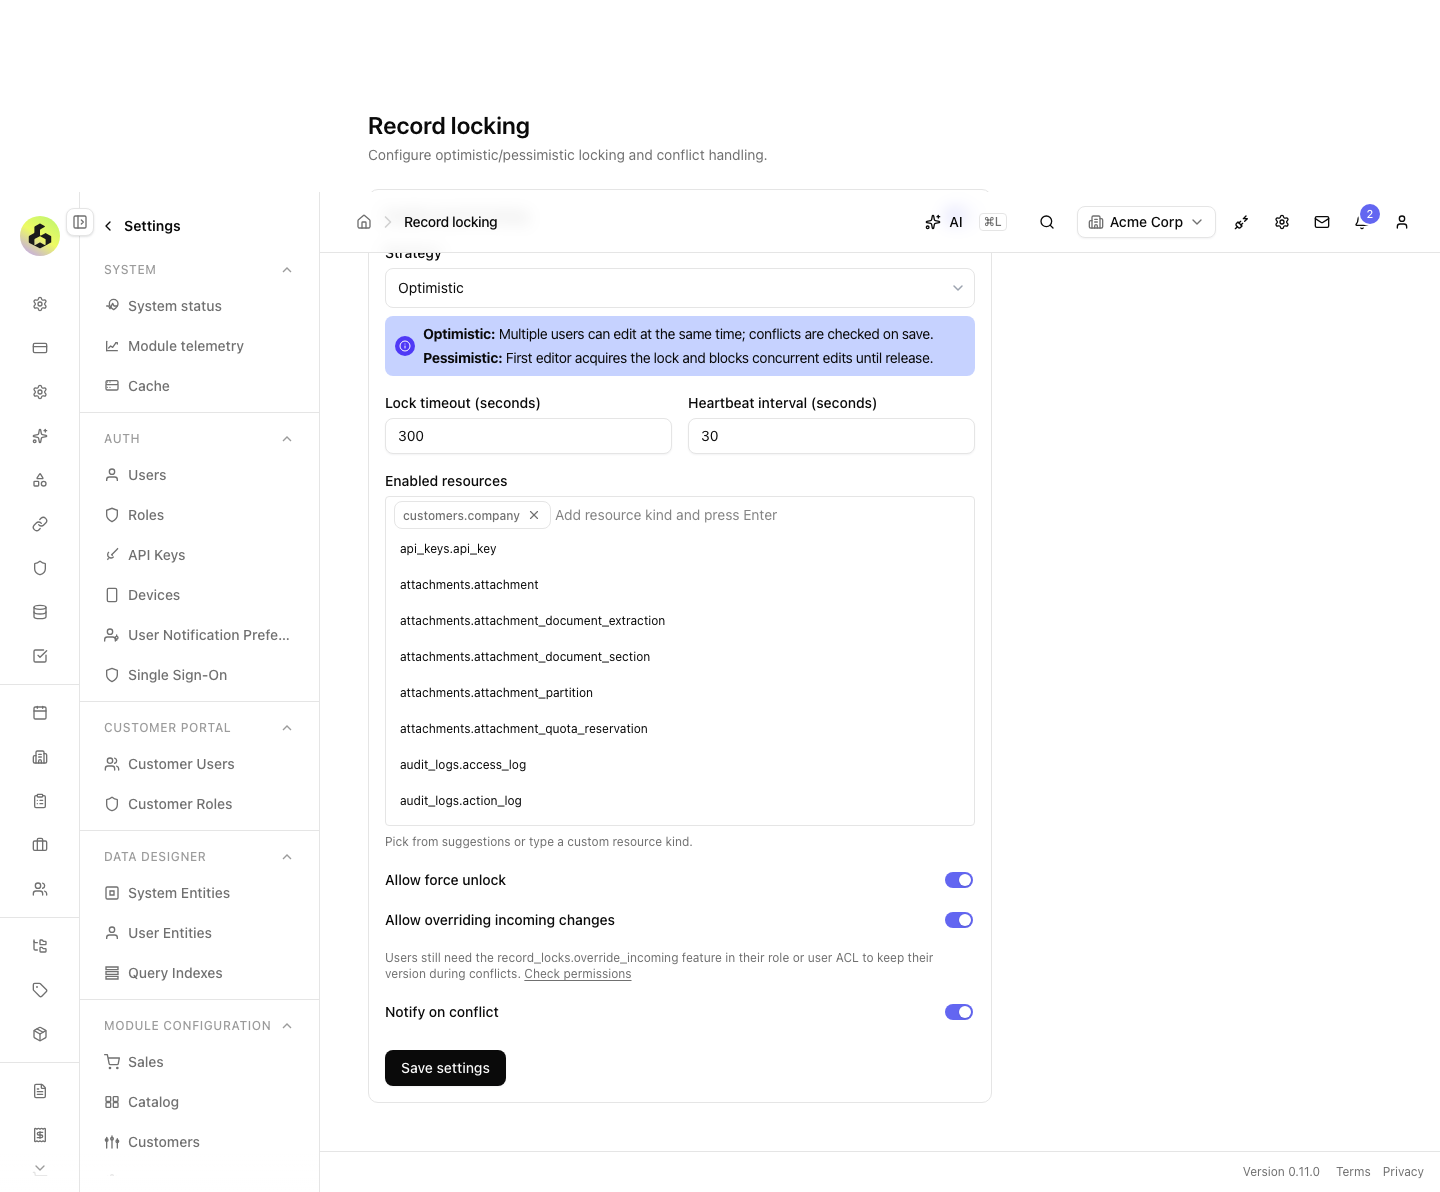 Record locking
Configure optimistic/pessimistic locking and conflict handling.
Settings
Record locking
AI
⌘L
Acme Corp
2
SYSTEM
System status
Module telemetry
Cache
AUTH
Users
Roles
API Keys
Devices
User Notification Prefe...
Single Sign-On
CUSTOMER PORTAL
Customer Users
Customer Roles
DATA DESIGNER
System Entities
User Entities
Query Indexes
MODULE CONFIGURATION
Sales
Catalog
Customers
Strategy
Optimistic
Optimistic: Multiple users can edit at the same time; conflicts are checked on save.
Pessimistic: First editor acquires the lock and blocks concurrent edits until release.
Lock timeout (seconds)
Heartbeat interval (seconds)
300
30
Enabled resources
customers.company
Add resource kind and press Enter
api_keys.api_key
attachments.attachment
attachments.attachment_document_extraction
attachments.attachment_document_section
attachments.attachment_partition
attachments.attachment_quota_reservation
audit_logs.access_log
audit_logs.action_log
Pick from suggestions or type a custom resource kind.
Allow force unlock
Allow overriding incoming changes
Users still need the record_locks.override_incoming feature in their role or user ACL to keep their
version during conflicts. Check permissions
Notify on conflict
Save settings
Version 0.11.0
Terms
Privacy